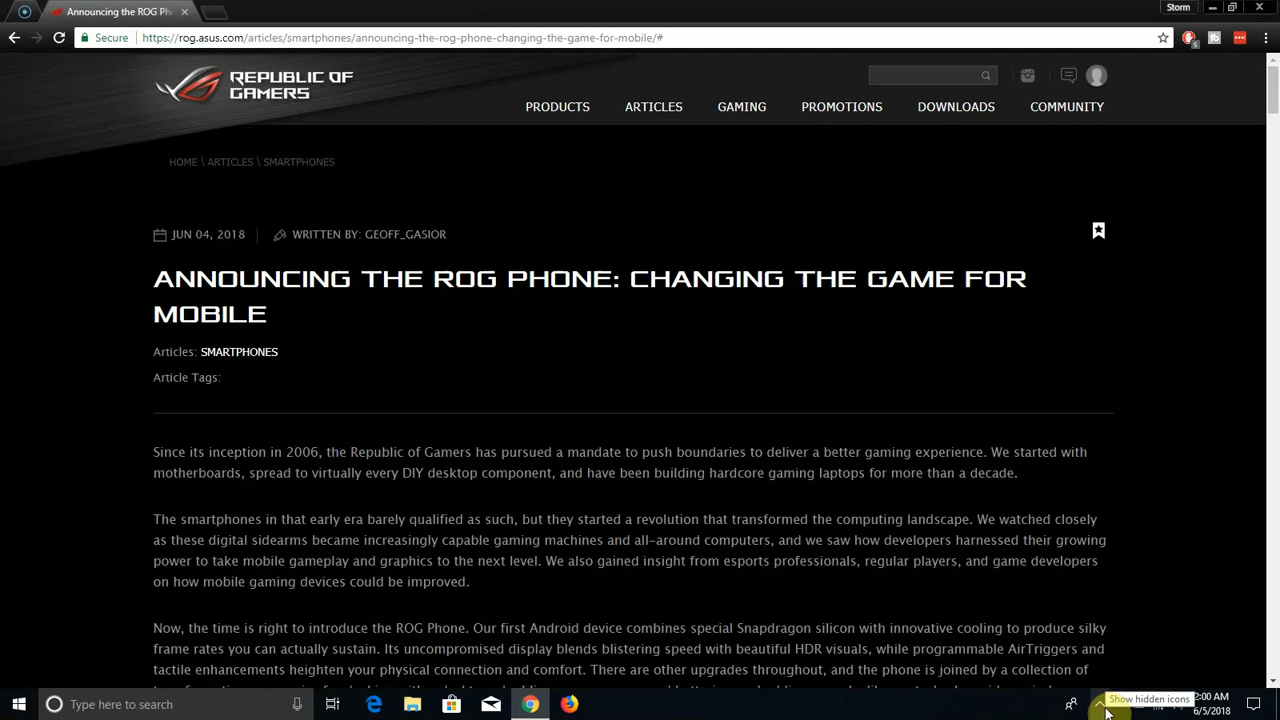 Announcing the ROG Ph
Storm
Secure
https://rog.asus.com/articles/smartphones/announcing-the-rog-phone-changing-the-game-for-mobile/#
REPUBLIC OF
GAMERS
PRODUCTS ARTICLES GAMING PROMOTIONS DOWNLOADS COMMUNITY
HOME \ ARTICLES \ SMARTPHONES
JUN 04, 2018 WRITTEN BY: GEOFF_GASIOR
ANNOUNCING THE ROG PHONE: CHANGING THE GAME FOR
MOBILE
Articles: SMARTPHONES
Article Tags:
Since its inception in 2006, the Republic of Gamers has pursued a mandate to push boundaries to deliver a better gaming experience. We started with
motherboards, spread to virtually every DIY desktop component, and have been building hardcore gaming laptops for more than a decade.
The smartphones in that early era barely qualified as such, but they started a revolution that transformed the computing landscape. We watched closely
as these digital sidearms became increasingly capable gaming machines and all-around computers, and we saw how developers harnessed their growing
power to take mobile gameplay and graphics to the next level. We also gained insight from esports professionals, regular players, and game developers
on how mobile gaming devices could be improved.
Now, the time is right to introduce the ROG Phone. Our first Android device combines special Snapdragon silicon with innovative cooling to produce silky
frame rates you can actually sustain. Its uncompromised display blends blistering speed with beautiful HDR visuals, while programmable AirTriggers and
tactile enhancements heighten your physical connection and comfort. There are other upgrades throughout, and the phone is joined by a collection of
Show hidden icons
Type here to search
2:00 AM
6/5/2018